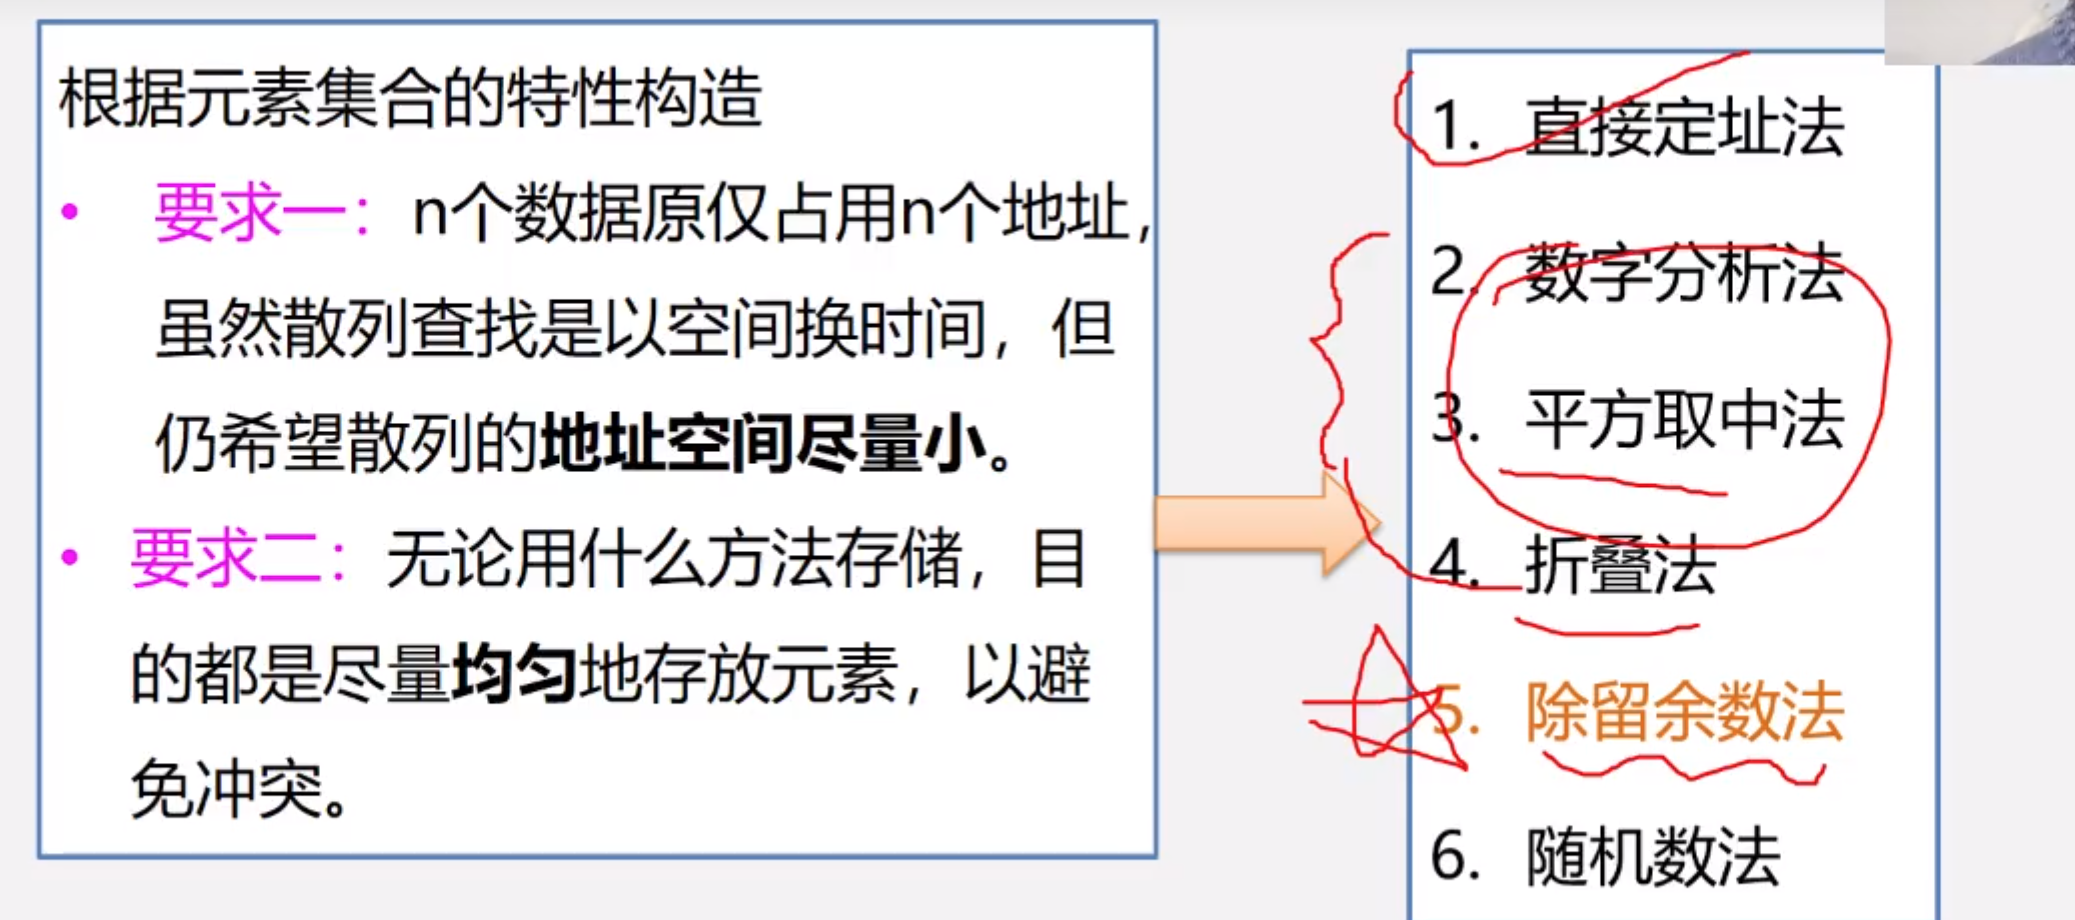 根据元素集合的特性构造
• 要求一：n个数据原仅占用n个地址，
虽然散列查找是以空间换时间，但
仍希望散列的地址空间尽量小。
• 要求二：无论用什么方法存储，目
的都是尽量均匀地存放元素，以避
免冲突。
1. 直接定址法
2. 数字分析法
3. 平方取中法
4. 折叠法
5. 除留余数法
6. 随机数法